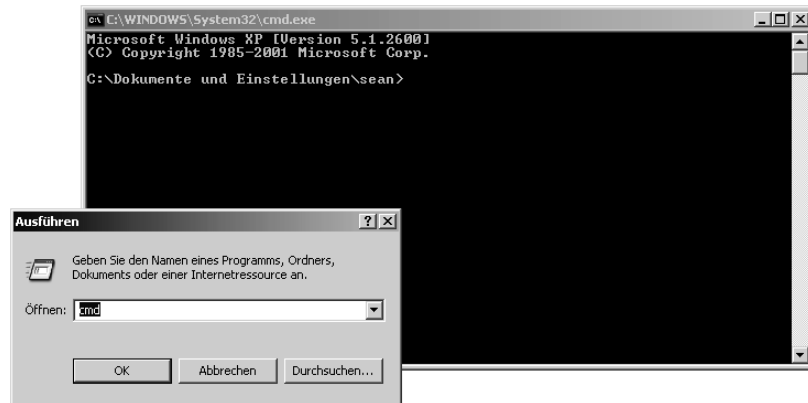 C:\WINDOWS\System32\cmd.exe
Microsoft Windows XP [Version 5.1.2600]
(C) Copyright 1985-2001 Microsoft Corp.
C:\Dokumente und Einstellungen\sean>
Ausführen
Geben Sie den Namen eines Programms, Ordners,
Dokuments oder einer Internetressource an.
Öffnen: cmd
OK Abbrechen Durchsuchen...